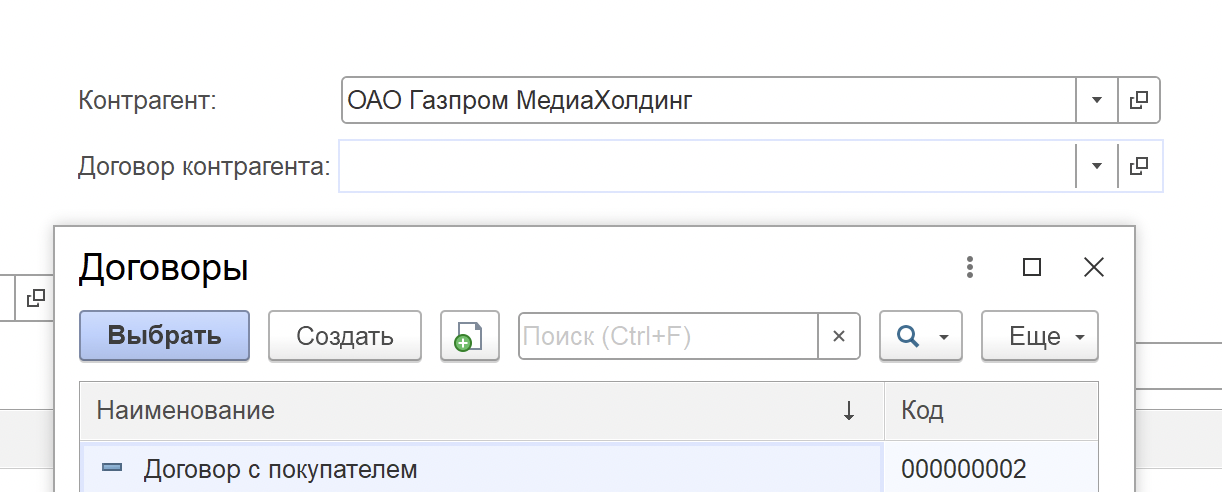 Контрагент: ОАО Газпром МедиаХолдинг
Договор контрагента:
Договоры
Выбрать Создать Поиск (Ctrl+F) Еще
Наименование Код
Договор с покупателем 000000002